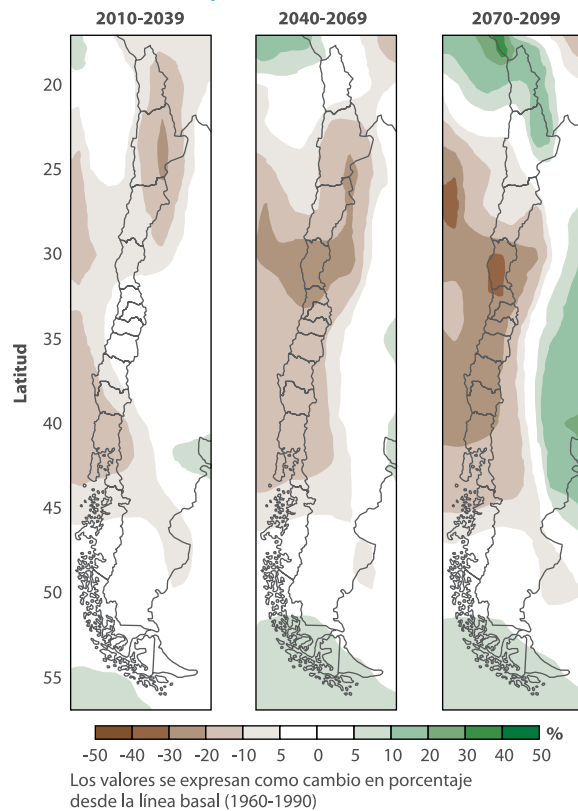 2010-2039 2040-2069 2070-2099
20
25
30
35
40
45
50
55
Latitud
-50 -40 -30 -20 -10 5 0 5 10 20 30 40 50 %
Los valores se expresan como cambio en porcentaje
desde la línea basal (1960-1990)